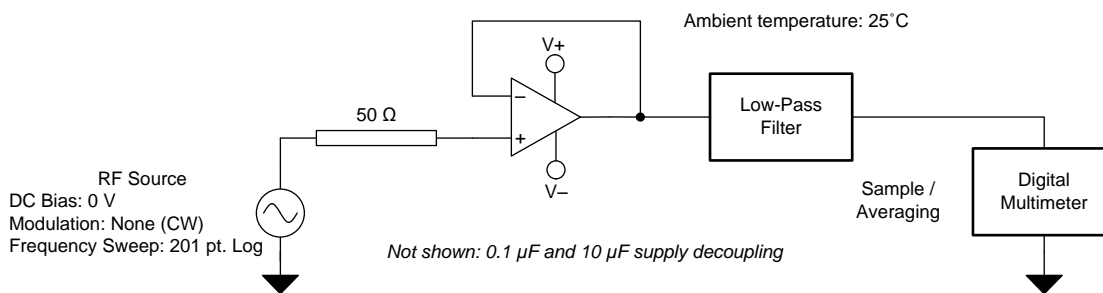 Ambient temperature: 25˚C
V+
−
50 Ω
+
Low-Pass
Filter
V−
RF Source
DC Bias: 0 V
Modulation: None (CW)
Frequency Sweep: 201 pt. Log
Sample /
Averaging
Digital
Multimeter
Not shown: 0.1 µF and 10 µF supply decoupling